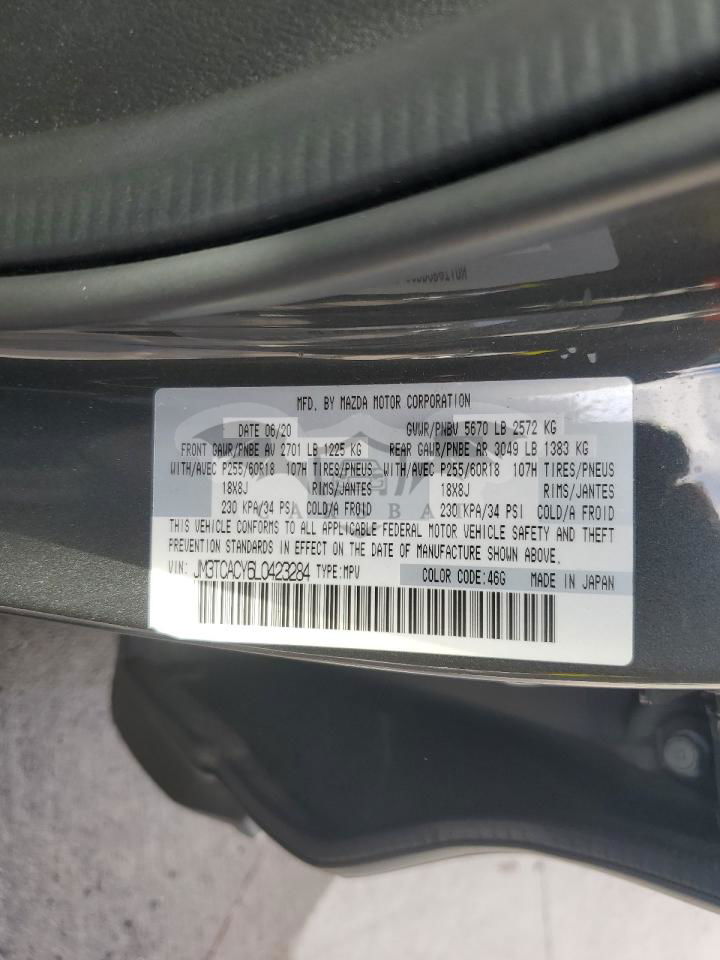 MFD. BY MAZDA MOTOR CORPORATION
DATE 06/20 GVWR/PNBV 5670 LB 2572 KG
FRONT GAWR/PNBE AV 2701 LB 1225 KG REAR GAWR/PNBE AR 3049 LB 1383 KG
WITH/AVEC P255/60R18 107H TIRES/PNEUS WITH/AVEC P255/60R18 107H TIRES/PNEUS
18X8J RIMS/JANTES 18X8J RIMS/JANTES
230 KPA/34 PSI COLD/A FROID 230 KPA/34 PSI COLD/A FROID
THIS VEHICLE CONFORMS TO ALL APPLICABLE FEDERAL MOTOR VEHICLE SAFETY AND THEFT
PREVENTION STANDARDS IN EFFECT ON THE DATE OF MANUFACTURE SHOWN ABOVE.
VIN: JM3TCACY6L0423284 TYPE:MPV COLOR CODE:46G MADE IN JAPAN